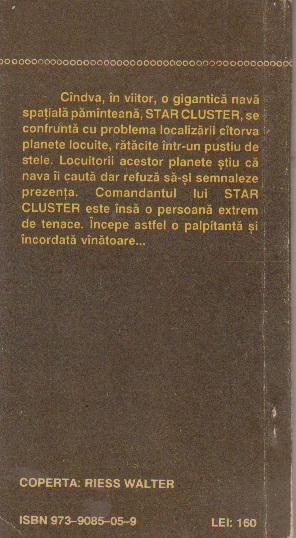 Cîndva, în viitor, o gigantică navă
spațială pămînteană, STAR CLUSTER, se
confruntă cu problema localizării cîtorva
planete locuite, rătăcite într-un pustiu de
stele. Locuitorii acestor planete știu că
nava îi caută dar refuză să-și semnaleze
prezența. Comandantul lui STAR
CLUSTER este însă o persoană extrem
de tenace. Începe astfel o palpitantă și
încordată vînătoare...
COPERTA: RIESS WALTER
ISBN 973-9085-05-9 LEI: 160